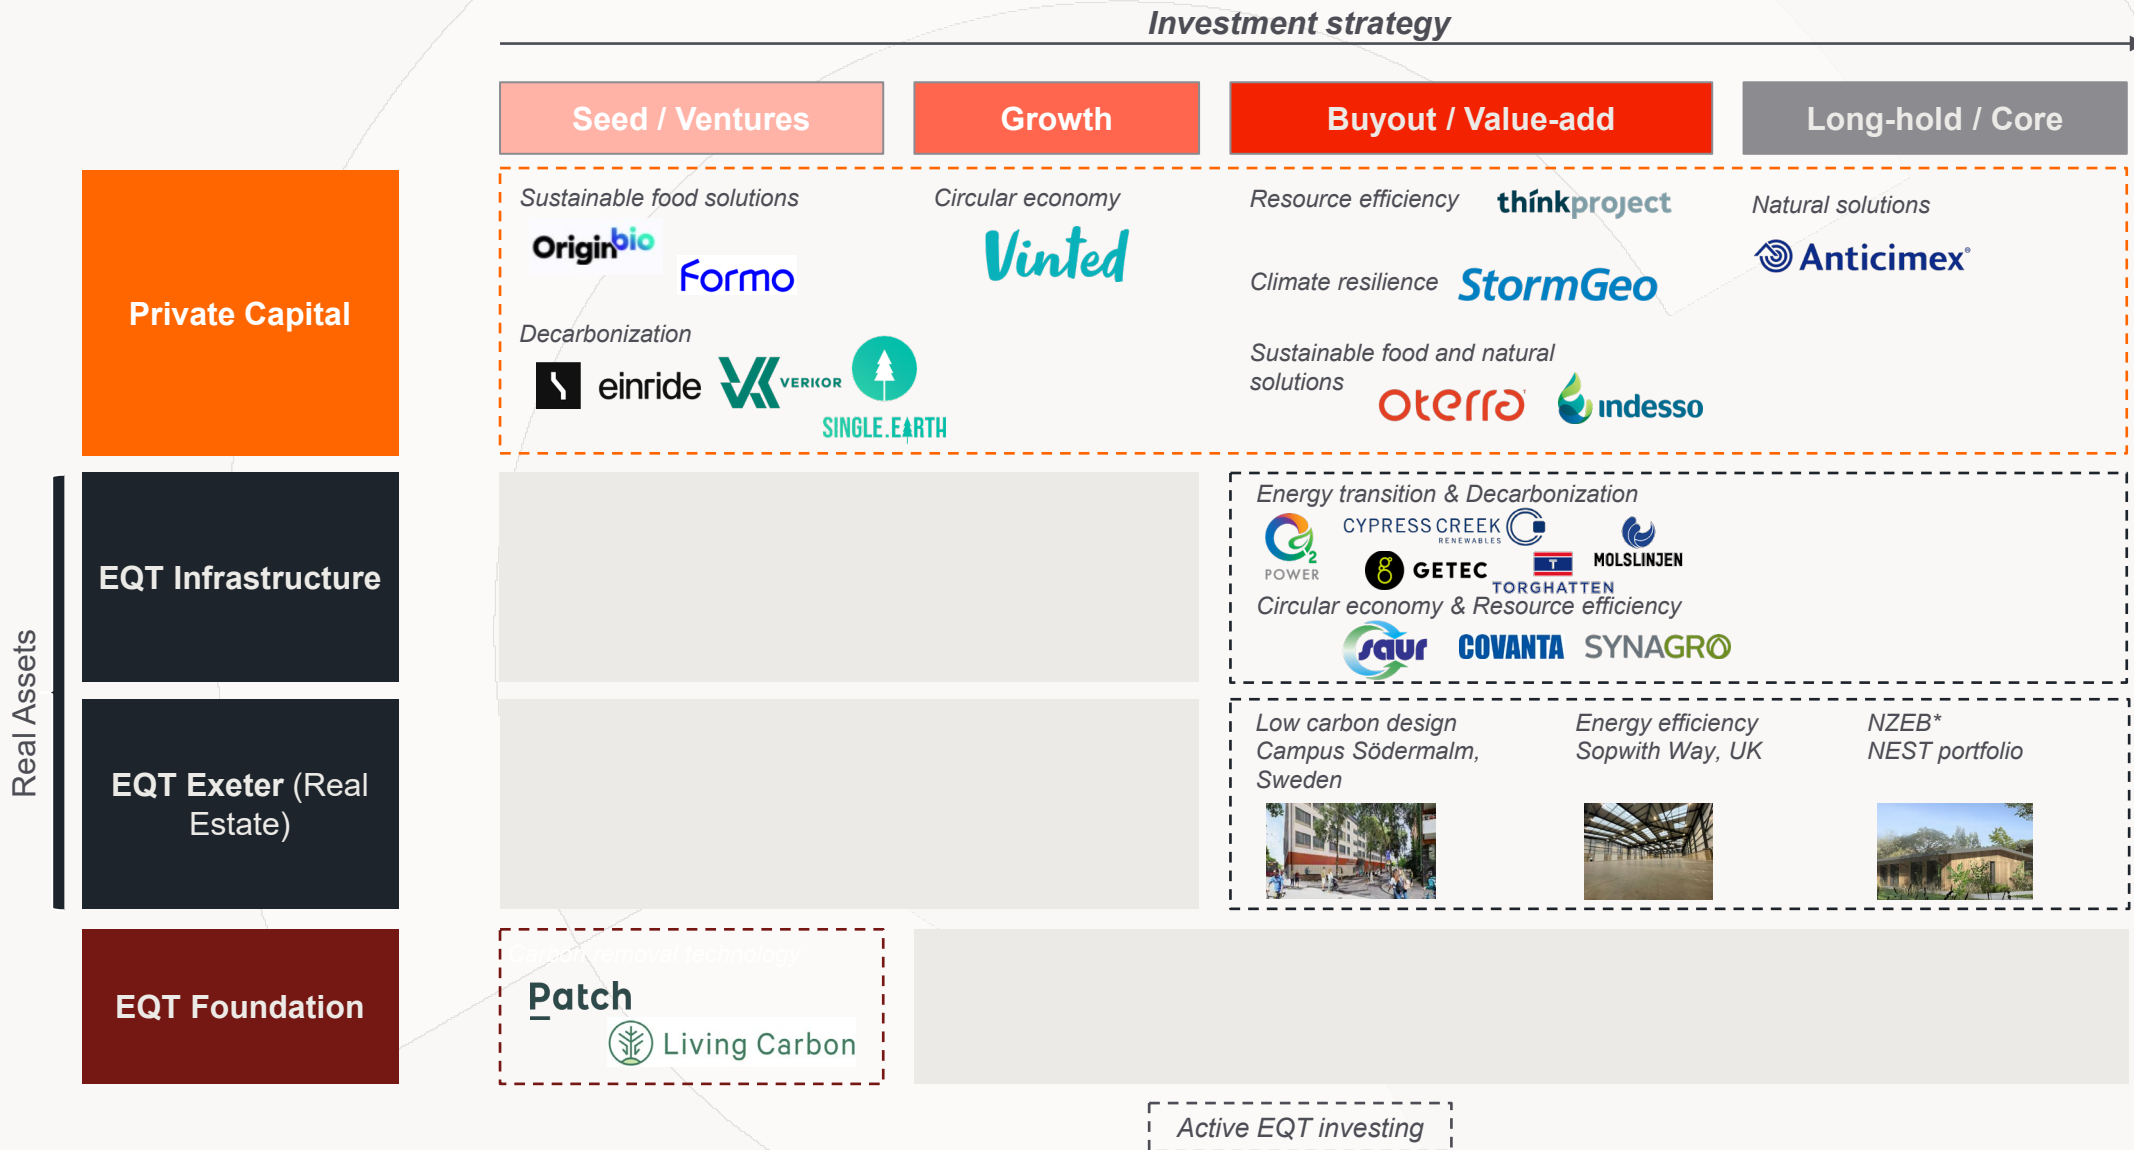 Investment strategy
Seed / Ventures
Growth
Buyout / Value-add
Long-hold / Core
Private Capital
Sustainable food solutions
Originbio
Formo
Decarbonization
einride
VERKOR
SINGLE.EARTH
Circular economy
Vinted
Resource efficiency
thinkproject
Climate resilience
StormGeo
Sustainable food and natural
solutions
oterra
indesso
Natural solutions
Anticimex®
Real Assets
EQT Infrastructure
Energy transition & Decarbonization
O2
POWER
CYPRESS CREEK
RENEWABLES
GETEC
T
TORGHATTEN
MOLSLINJEN
Circular economy & Resource efficiency
saur
COVANTA
SYNAGRO
EQT Exeter (Real
Estate)
Low carbon design
Campus Södermalm,
Sweden
Energy efficiency
Sopwith Way, UK
NZEB*
NEST portfolio
EQT Foundation
Carbon removal technology
Patch
Living Carbon
Active EQT investing